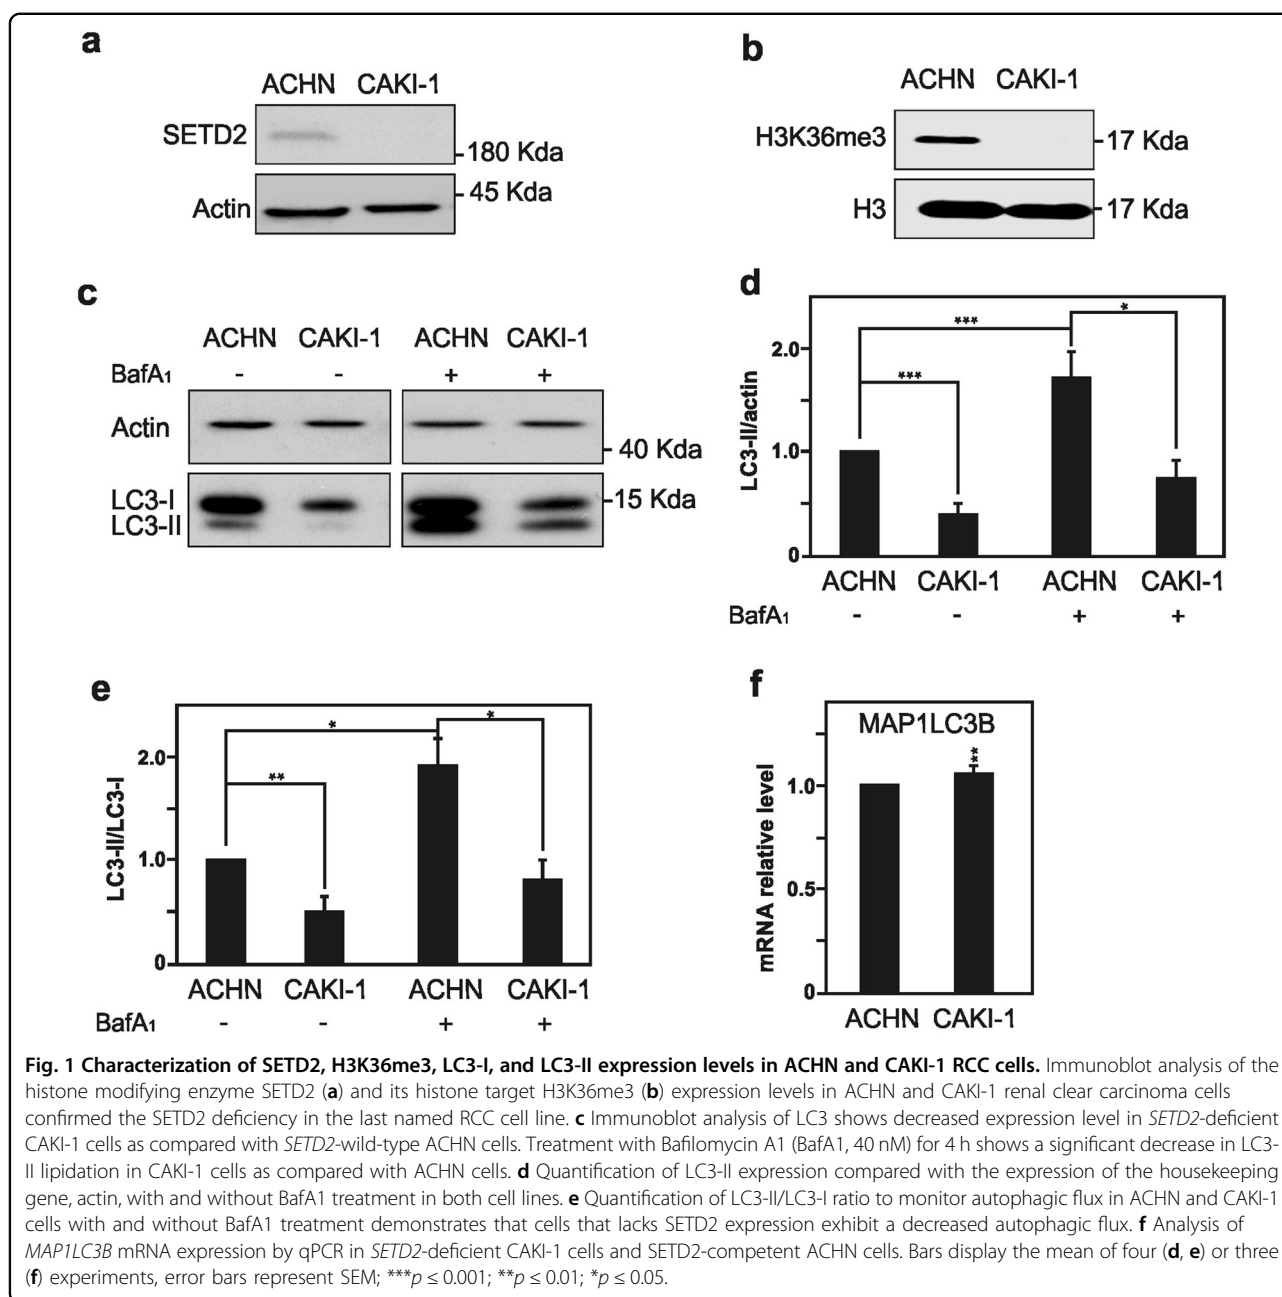 a
ACHN CAKI-1
SETD2
180 Kda
45 Kda
Actin
b
ACHN CAKI-1
H3K36me3
17 Kda
H3
17 Kda
c
ACHN CAKI-1 ACHN CAKI-1
BafA1 - - + +
Actin
40 Kda
LC3-I
15 Kda
LC3-II
d
LC3-II/actin
2.0
1.0
0
***
***
*
ACHN CAKI-1 ACHN CAKI-1
BafA1 - - + +
e
LC3-II/LC3-I
2.0
1.0
0
*
*
**
ACHN CAKI-1 ACHN CAKI-1
BafA1 - - + +
f
MAP1LC3B
**
mRNA relative level
1.0
0.5
0
ACHN CAKI-1
Fig. 1 Characterization of SETD2, H3K36me3, LC3-I, and LC3-II expression levels in ACHN and CAKI-1 RCC cells. Immunoblot analysis of the
histone modifying enzyme SETD2 (a) and its histone target H3K36me3 (b) expression levels in ACHN and CAKI-1 renal clear carcinoma cells
confirmed the SETD2 deficiency in the last named RCC cell line. c Immunoblot analysis of LC3 shows decreased expression level in SETD2-deficient
CAKI-1 cells as compared with SETD2-wild-type ACHN cells. Treatment with Bafilomycin A1 (BafA1, 40 nM) for 4 h shows a significant decrease in LC3-
II lipidation in CAKI-1 cells as compared with ACHN cells. d Quantification of LC3-II expression compared with the expression of the housekeeping
gene, actin, with and without BafA1 treatment in both cell lines. e Quantification of LC3-II/LC3-I ratio to monitor autophagic flux in ACHN and CAKI-1
cells with and without BafA1 treatment demonstrates that cells that lacks SETD2 expression exhibit a decreased autophagic flux. f Analysis of
MAP1LC3B mRNA expression by qPCR in SETD2-deficient CAKI-1 cells and SETD2-competent ACHN cells. Bars display the mean of four (d, e) or three
(f) experiments, error bars represent SEM; ***p ≤ 0.001; **p ≤ 0.01; *p ≤ 0.05.